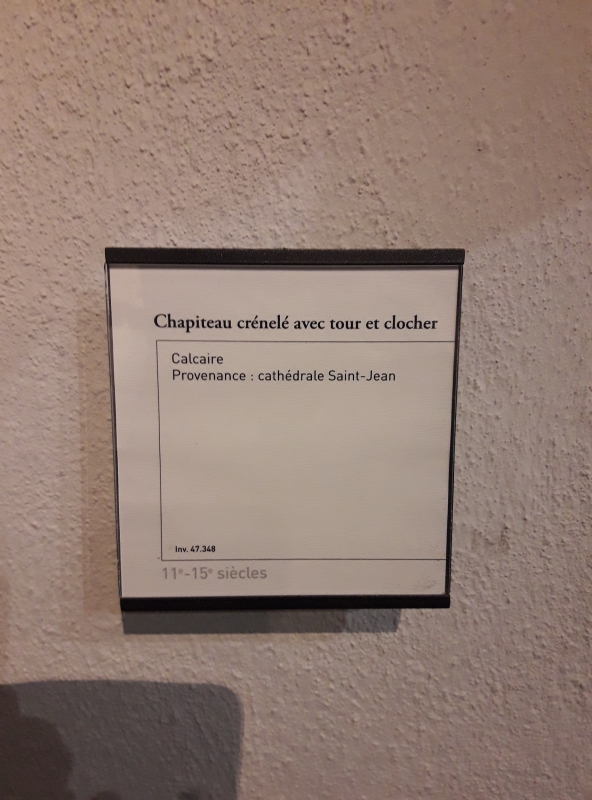 Chapiteau crénelé avec tour et clocher
Calcaire
Provenance : cathédrale Saint-Jean
Inv. 47.348
11e-15e siècles